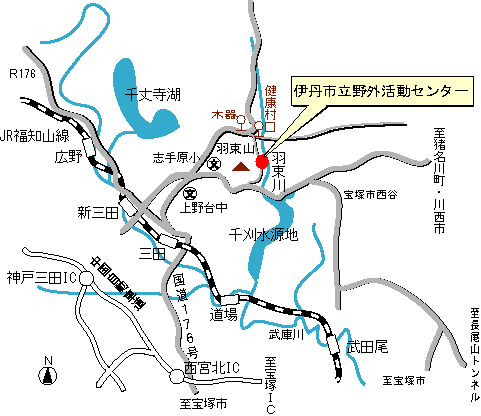 R176
千丈寺湖
健康村口
伊丹市立野外活動センター
木器
JR福知山線
広野
志手原小
文
羽束山
羽束川
至猪名川町・川西市
宝塚市西谷
上野台中
文
新三田
千刈水源地
三田
神戸三田IC
中国自動車道
国道176号
道場
武庫川
武田尾
至長尾山トンネル
N
西宮北IC
至宝塚IC
至宝塚市
至宝塚市